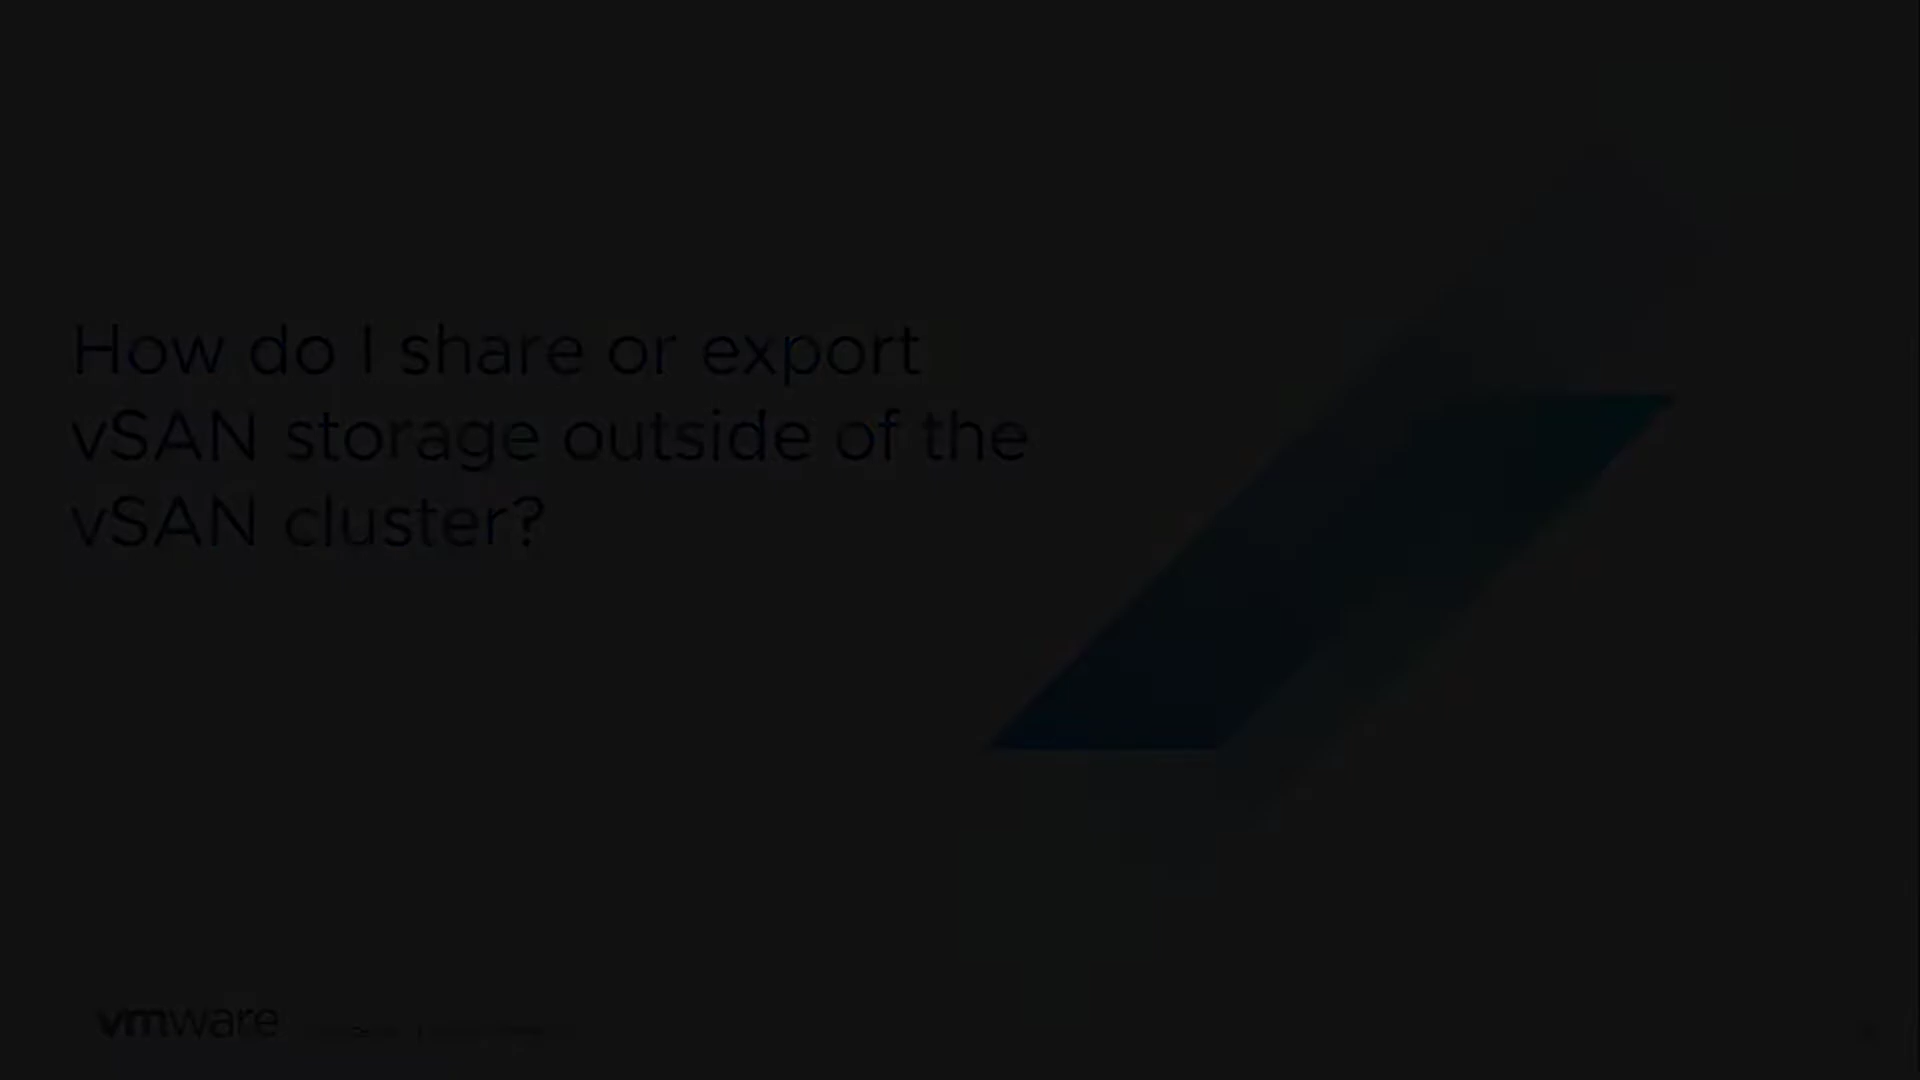 How do I share or export
vSAN storage outside of the
vSAN cluster?
vmware